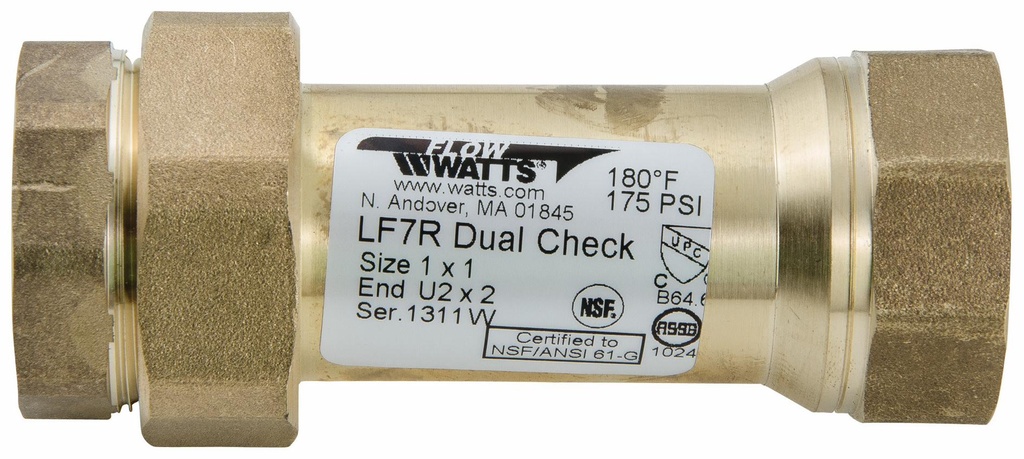 FLOW
WATTS®
www.watts.com
N. Andover, MA 01845
180°F
175 PSI
LF7R Dual Check
Size 1 x 1
End U2 x 2
Ser.1311W
NSF.
Certified to
NSF/ANSI 61-G
UPC
C
B64.6
ASSE
1024